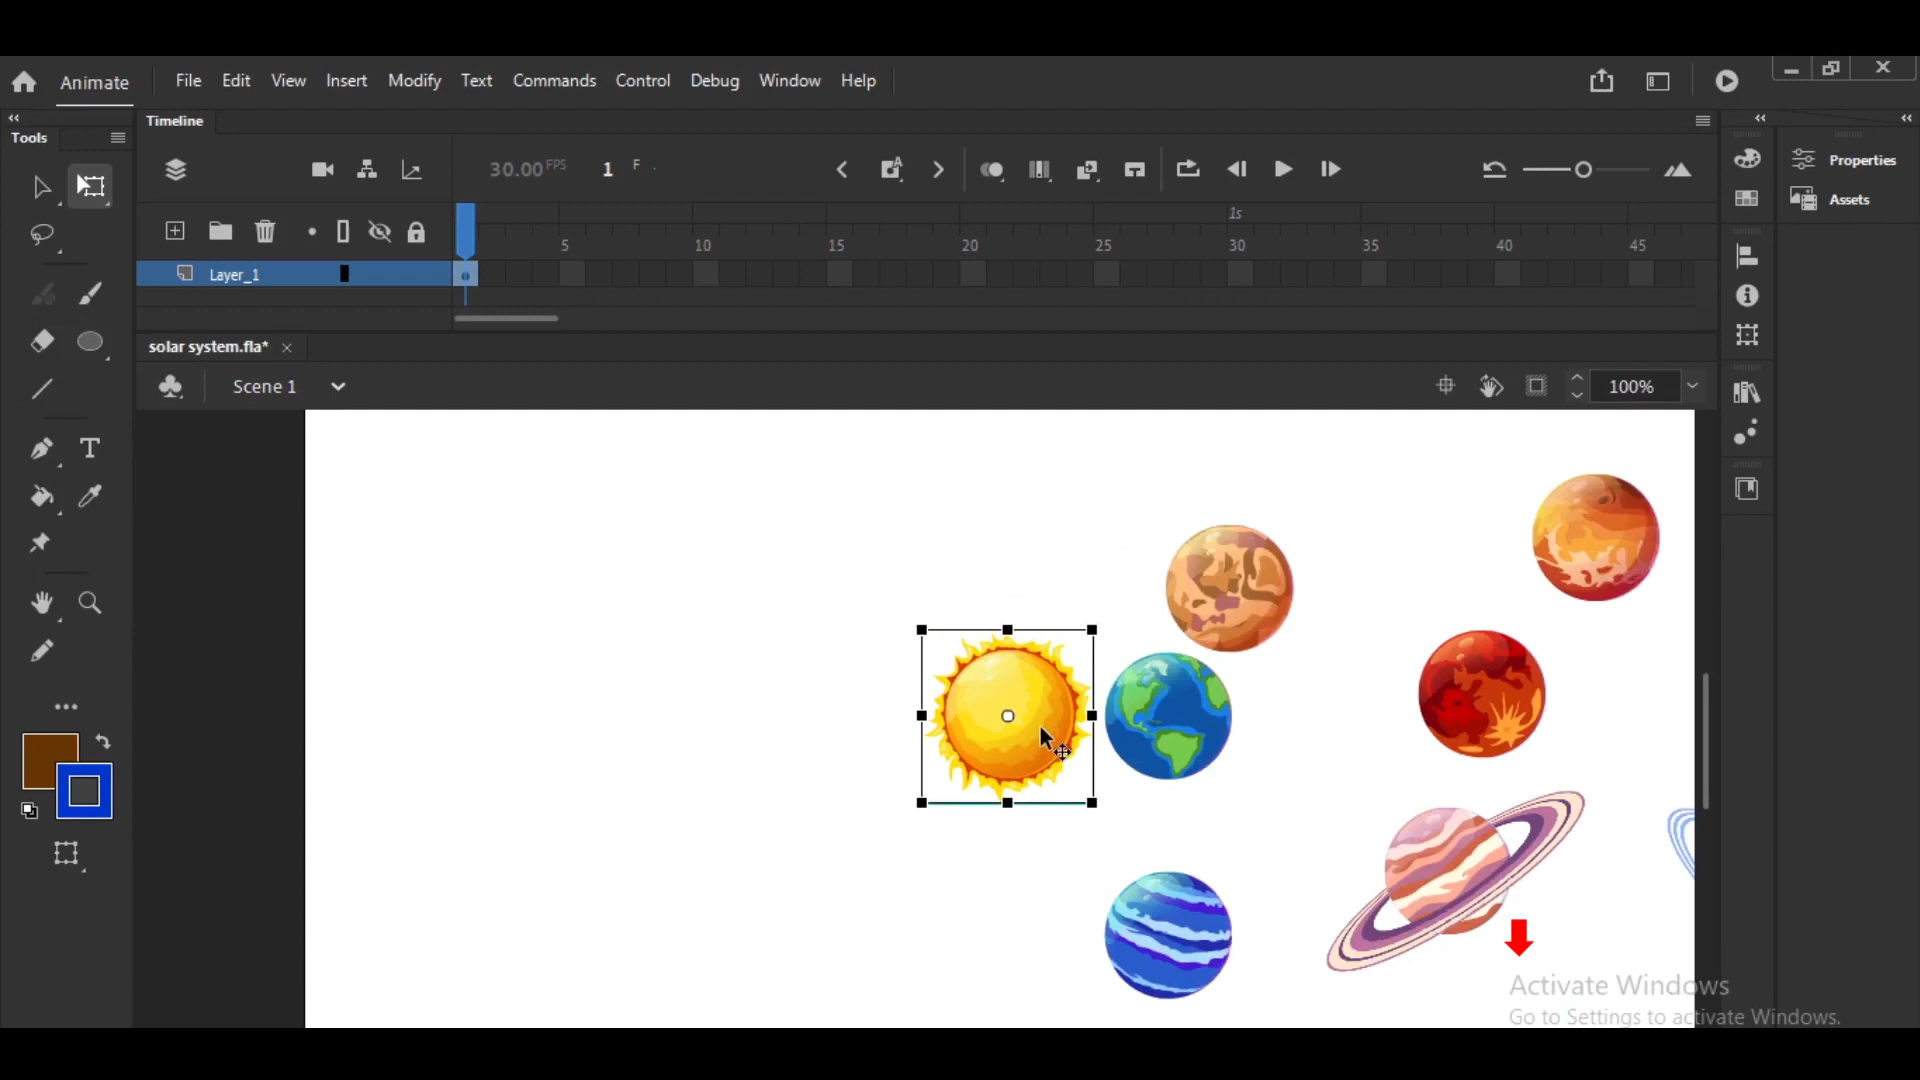 Animate File Edit View Insert Modify Text Commands Control Debug Window Help
Tools
Timeline
30.00 FPS 1 F
Properties
Assets
1s
5 10 15 20 25 30 35 40 45
Layer_1
solar system.fla*
Scene 1
100%
Activate Windows
Go to Settings to activate Windows.